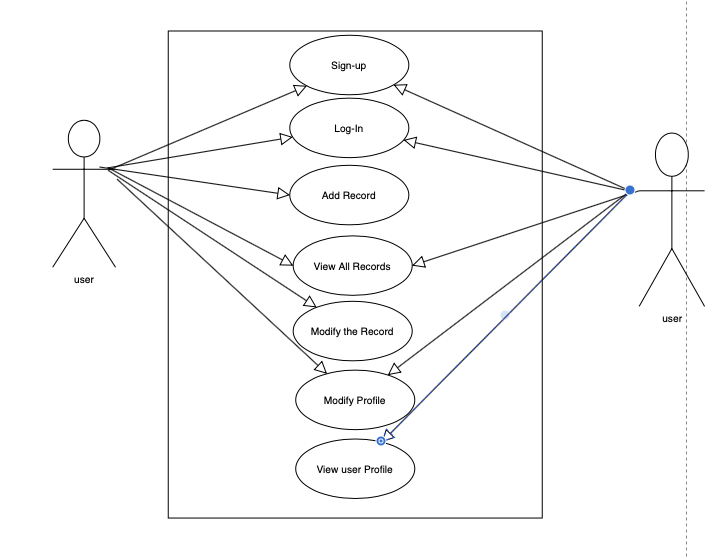 Sign-up
Log-In
Add Record
View All Records
user
Modify the Record
user
Modify Profile
View user Profile